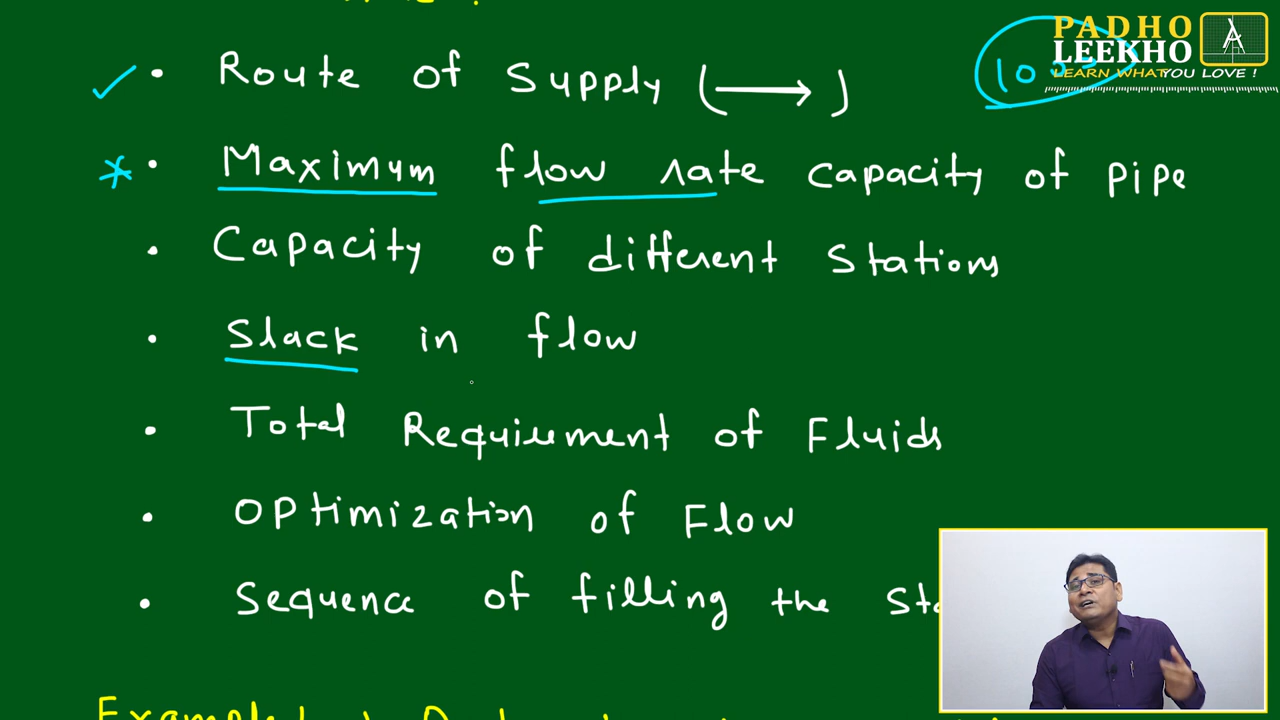 PADHO
LEEKHO
LEARN WHAT YOU LOVE !
• Route of Supply (⟶)
* • Maximum flow rate capacity of pipe
• Capacity of different Stations
• Slack in flow
• Total Requirement of Fluids
• Optimization of Flow
• Sequence of filling the
Example